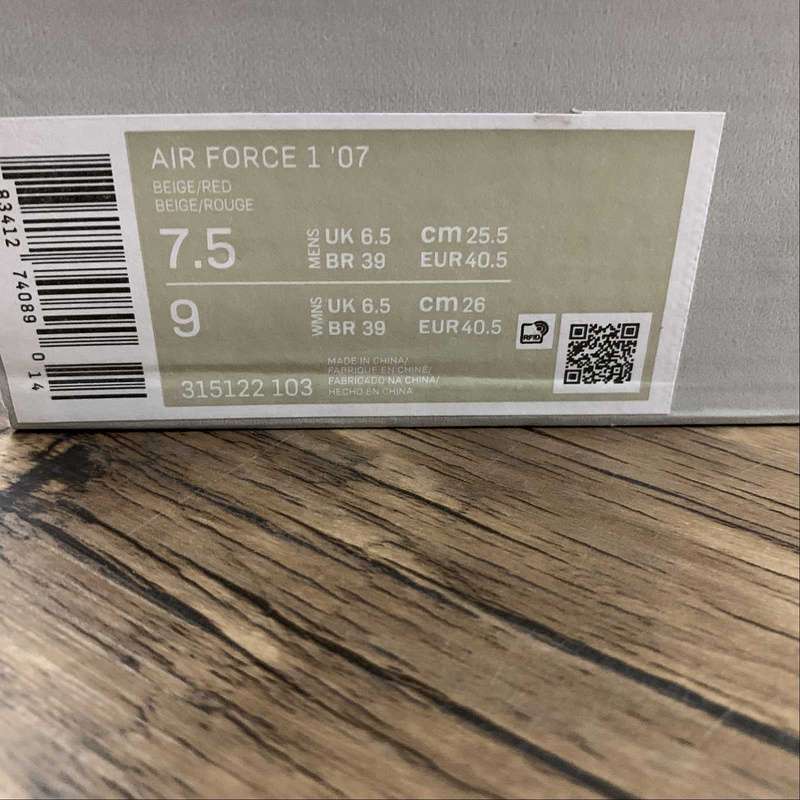 AIR FORCE 1 '07
BEIGE/RED
BEIGE/ROUGE
7.5 MENS UK 6.5 cm 25.5
BR 39 EUR 40.5
9 WMNS UK 6.5 cm 26
BR 39 EUR 40.5
RFID
MADE IN CHINA/
FABRIQUE EN CHINE/
FABRICADO NA CHINA/
HECHO EN CHINA
315122 103
83412 74089 014